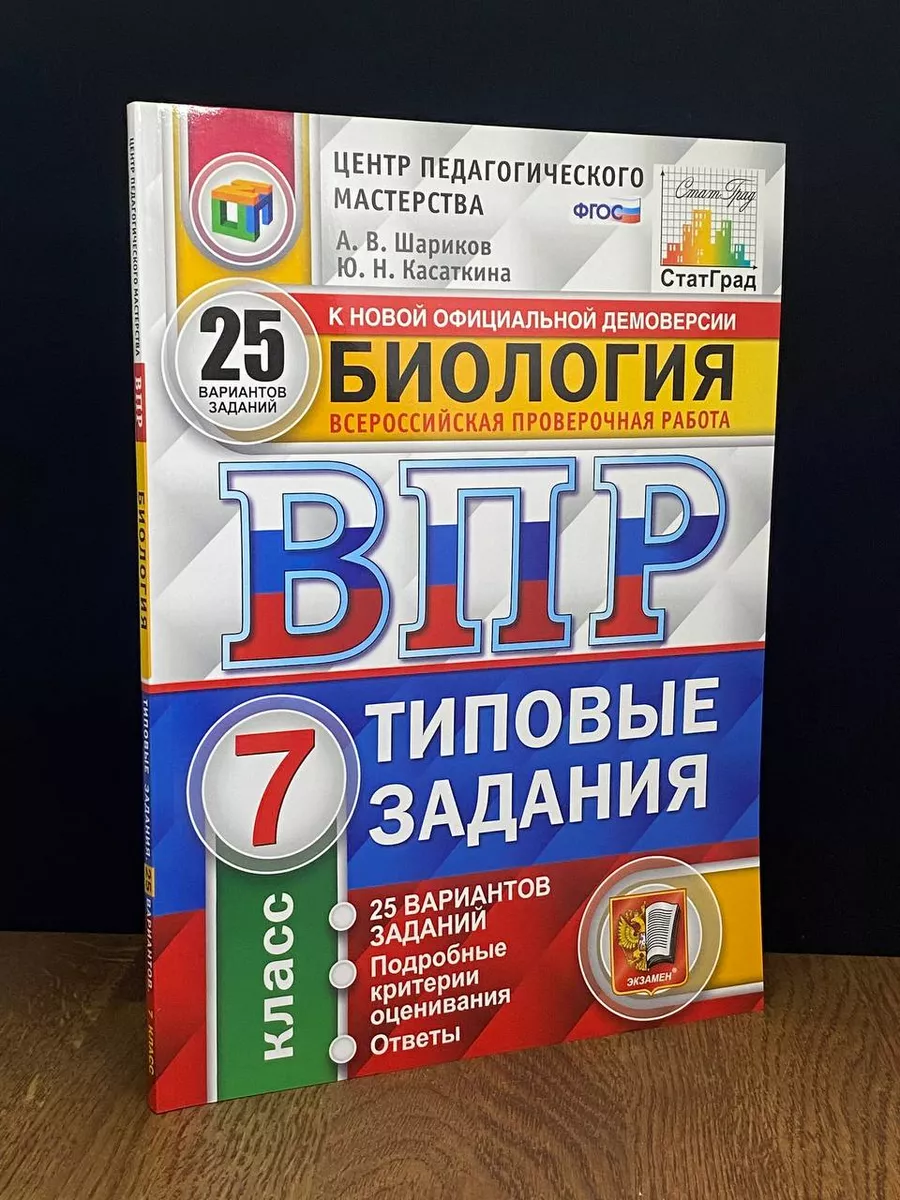 ЦЕНТР ПЕДАГОГИЧЕСКОГО
МАСТЕРСТВА
ФГОС
А. В. Шариков
Ю. Н. Касаткина
СтатГрад
СтатГрад
25
ВАРИАНТОВ
ЗАДАНИЙ
К НОВОЙ ОФИЦИАЛЬНОЙ ДЕМОВЕРСИИ
БИОЛОГИЯ
ВСЕРОССИЙСКАЯ ПРОВЕРОЧНАЯ РАБОТА
ВПР
7
класс
ТИПОВЫЕ
ЗАДАНИЯ
25 ВАРИАНТОВ
ЗАДАНИЙ
Подробные
критерии
оценивания
Ответы
ЭКЗАМЕН®
ЦЕНТР ПЕДАГОГИЧЕСКОГО МАСТЕРСТВА ВПР БИОЛОГИЯ ТИПОВЫЕ ЗАДАНИЯ. 25 ВАРИАНТОВ. 7 КЛАСС